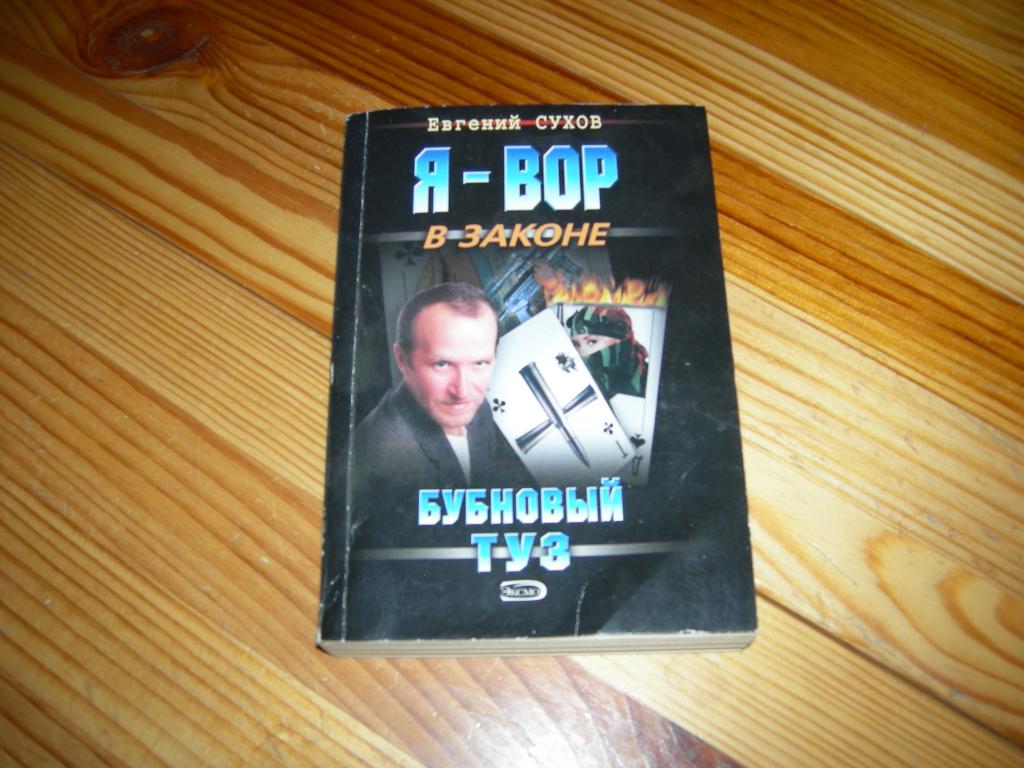 Евгений СУХОВ
Я - ВОР
В ЗАКОНЕ
БУБНОВЫЙ
ТУЗ
ЭКСМО